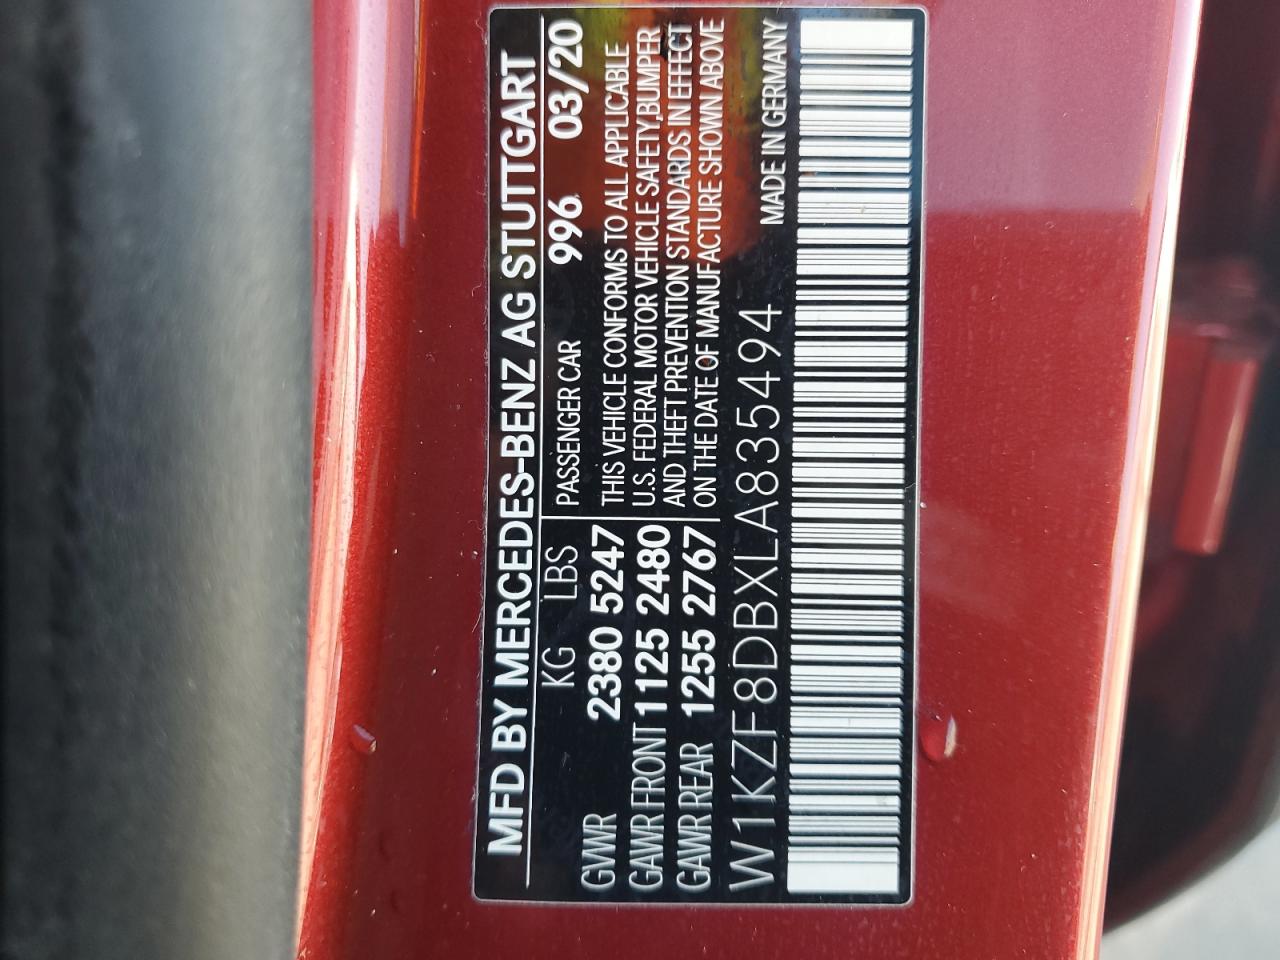 MFD BY MERCEDES-BENZ AG STUTTGART
KG LBS
GVWR 2380 5247
GAWR FRONT 1125 2480
GAWR REAR 1255 2767
PASSENGER CAR 996 03/20
THIS VEHICLE CONFORMS TO ALL APPLICABLE
U.S. FEDERAL MOTOR VEHICLE SAFETY,BUMPER
AND THEFT PREVENTION STANDARDS IN EFFECT
ON THE DATE OF MANUFACTURE SHOWN ABOVE
W1KZF8DBXLA835494 MADE IN GERMANY